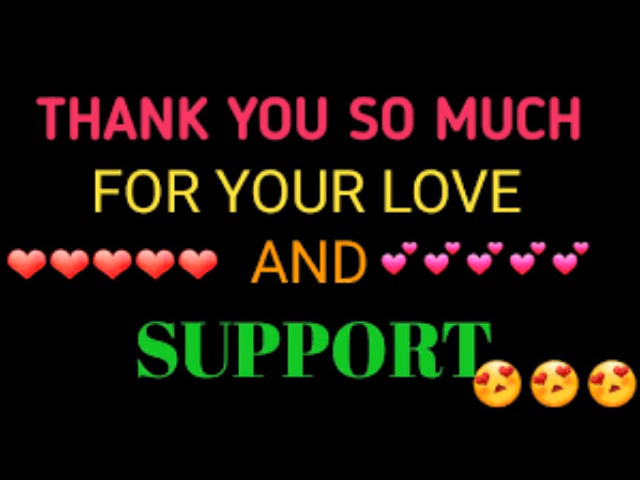 THANK YOU SO MUCH
FOR YOUR LOVE
❤❤❤❤❤ AND 💕💕💕💕💕
SUPPORT😍😍😍